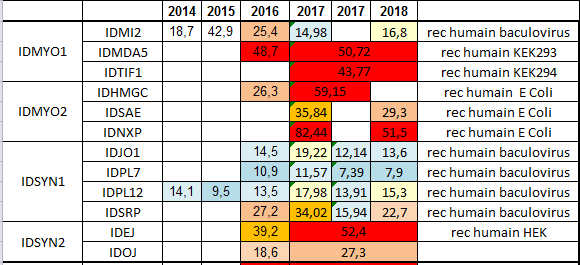 2014 2015 2016 2017 2017 2018
IDMYO1 IDMI2 18,7 42,9 25,4 14,98 16,8 rec humain baculovirus
IDMDA5 48,7 50,72 rec humain KEK293
IDTIF1 43,77 rec humain KEK294
IDMYO2 IDHMGC 26,3 59,15 rec humain E Coli
IDSAE 35,84 29,3 rec humain E Coli
IDNXP 82,44 51,5 rec humain E Coli
IDSYN1 IDJO1 14,5 19,22 12,14 13,6 rec humain baculovirus
IDPL7 10,9 11,57 7,39 7,9 rec humain baculovirus
IDPL12 14,1 9,5 13,5 17,98 13,91 15,3 rec humain baculovirus
IDSRP 27,2 34,02 15,94 22,7 rec humain baculovirus
IDSYN2 IDEJ 39,2 52,4 rec humain HEK
IDOJ 18,6 27,3